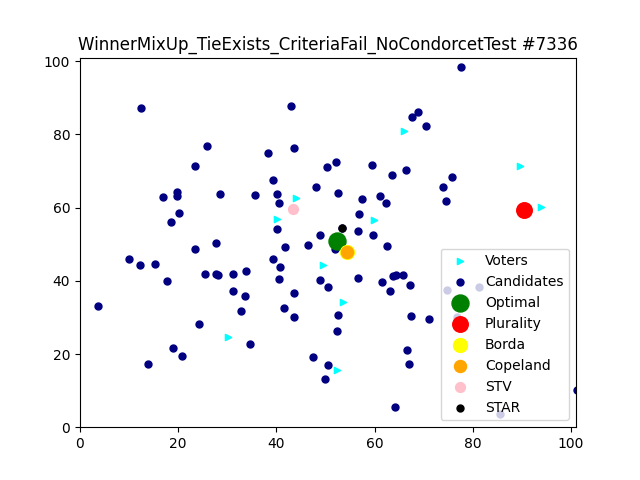 WinnerMixUp_TieExists_CriteriaFail_NoCondorcetTest #7336
100
80
60
40
20
0
0 20 40 60 80 100
Voters
Candidates
Optimal
Plurality
Borda
Copeland
STV
STAR